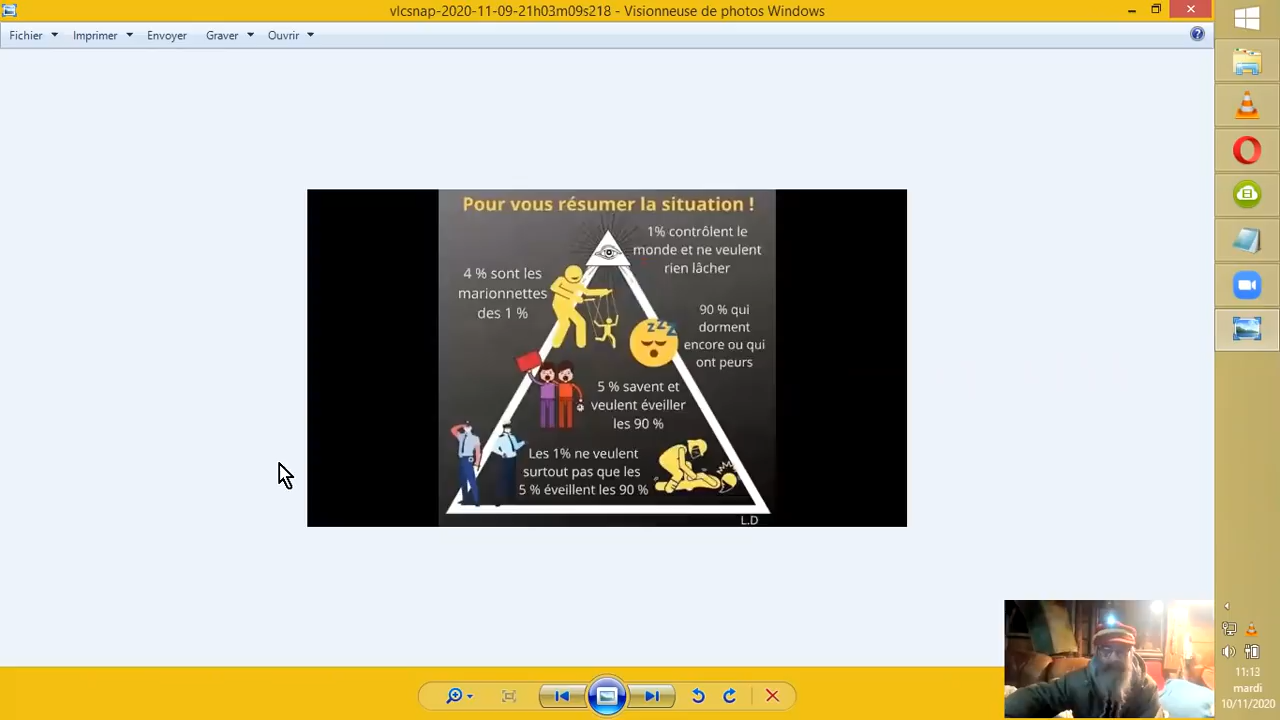 vlcsnap-2020-11-09-21h03m09s218 - Visionneuse de photos Windows
Fichier Imprimer Envoyer Graver Ouvrir
Pour vous résumer la situation !
1% contrôlent le
monde et ne veulent
rien lâcher
4 % sont les
marionnettes
des 1 %
90 % qui
dorment
encore ou qui
ont peurs
zzz
5 % savent et
veulent éveiller
les 90 %
Les 1% ne veulent
surtout pas que les
5 % éveillent les 90 %
L.D
11:13
mardi
10/11/2020